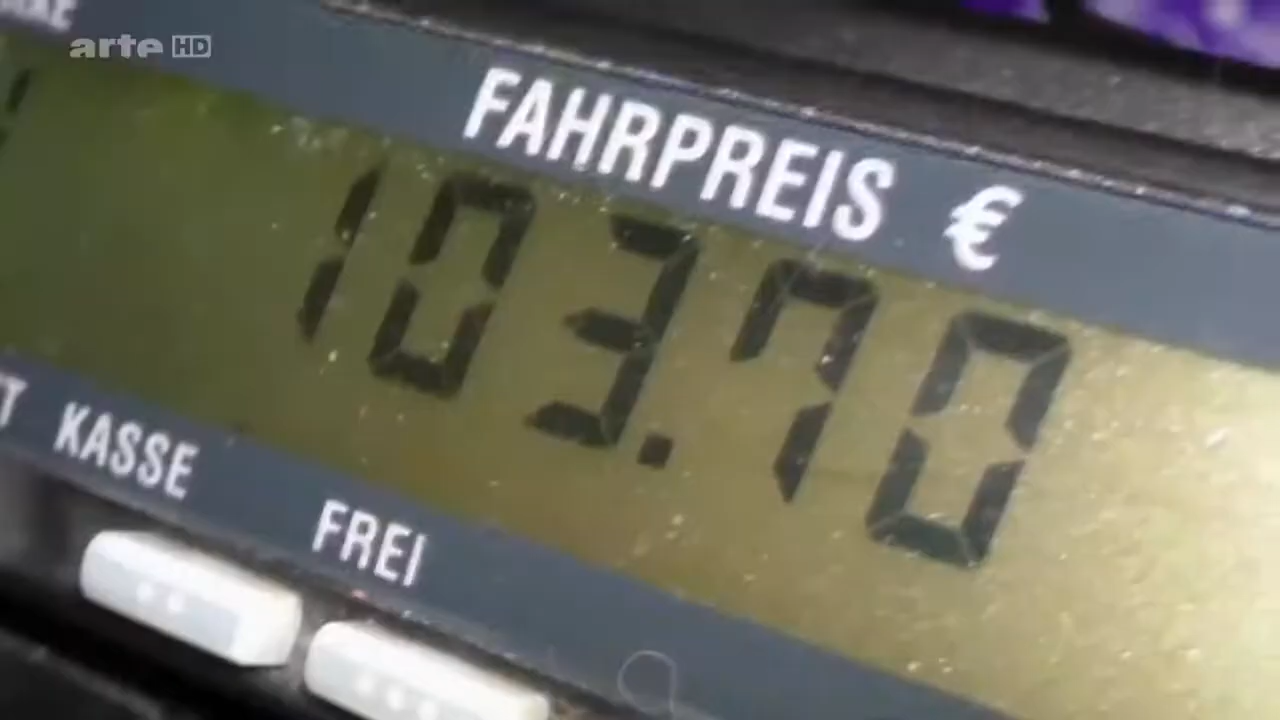 arte HD
FAHRPREIS €
103.70
KASSE
FREI